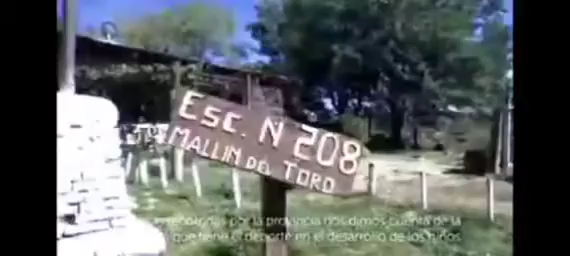 ESC. N 208
MALLIN DEL TORO
recorridas por la provincia nos dimos cuenta de la
que tiene el deporte en el desarrollo de los niños